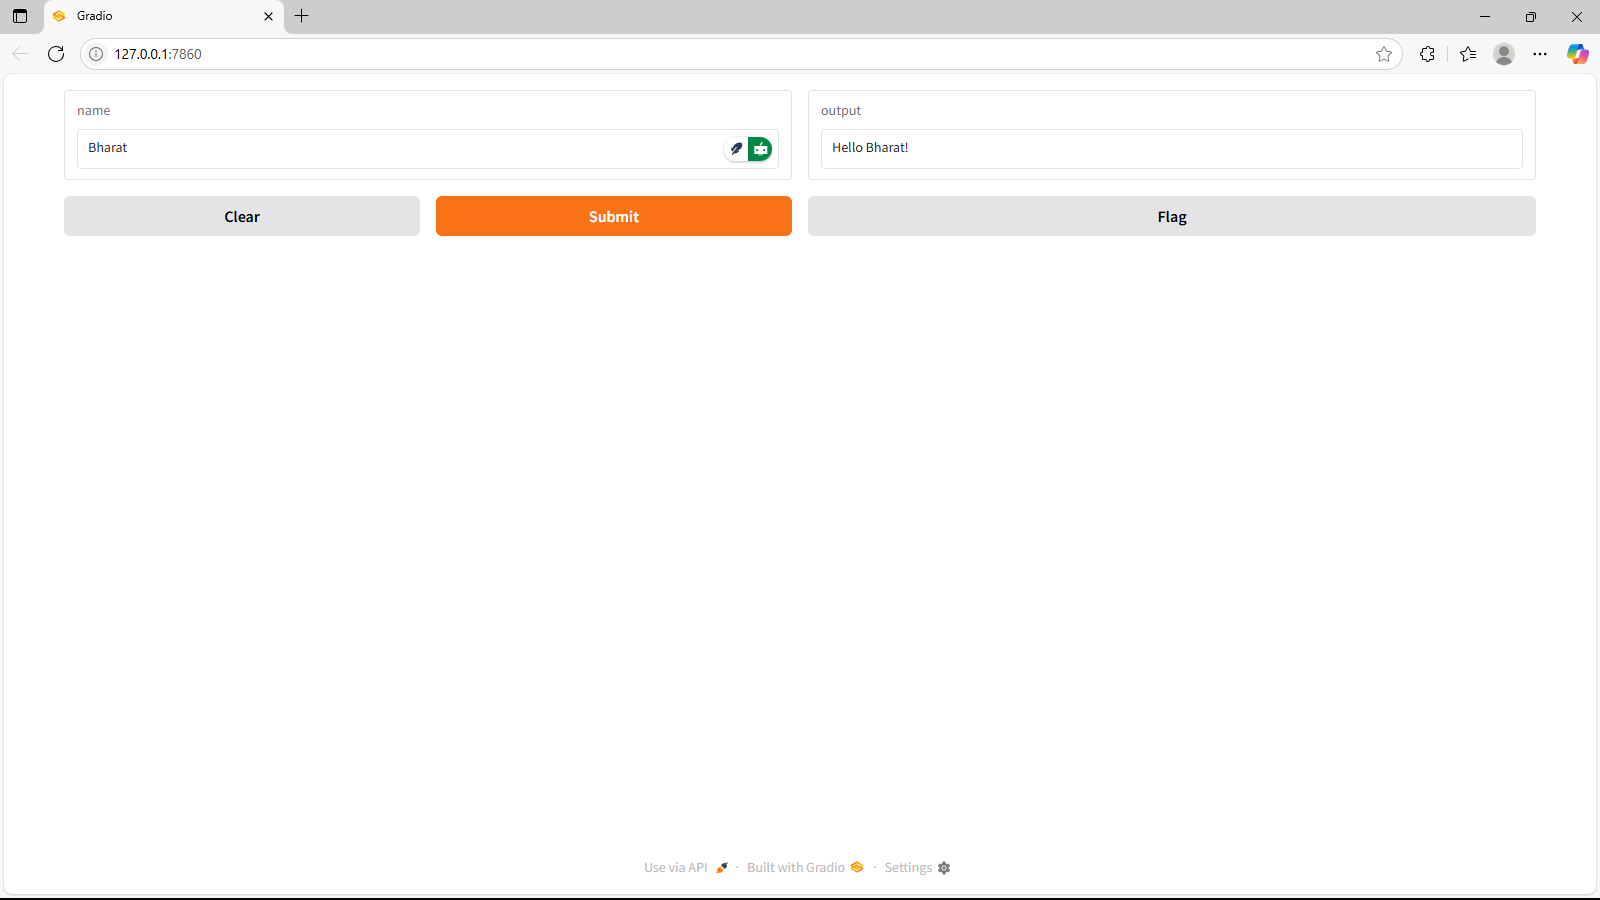 Gradio
127.0.0.1:7860
name
Bharat
output
Hello Bharat!
Clear
Submit
Flag
Use via API · Built with Gradio · Settings